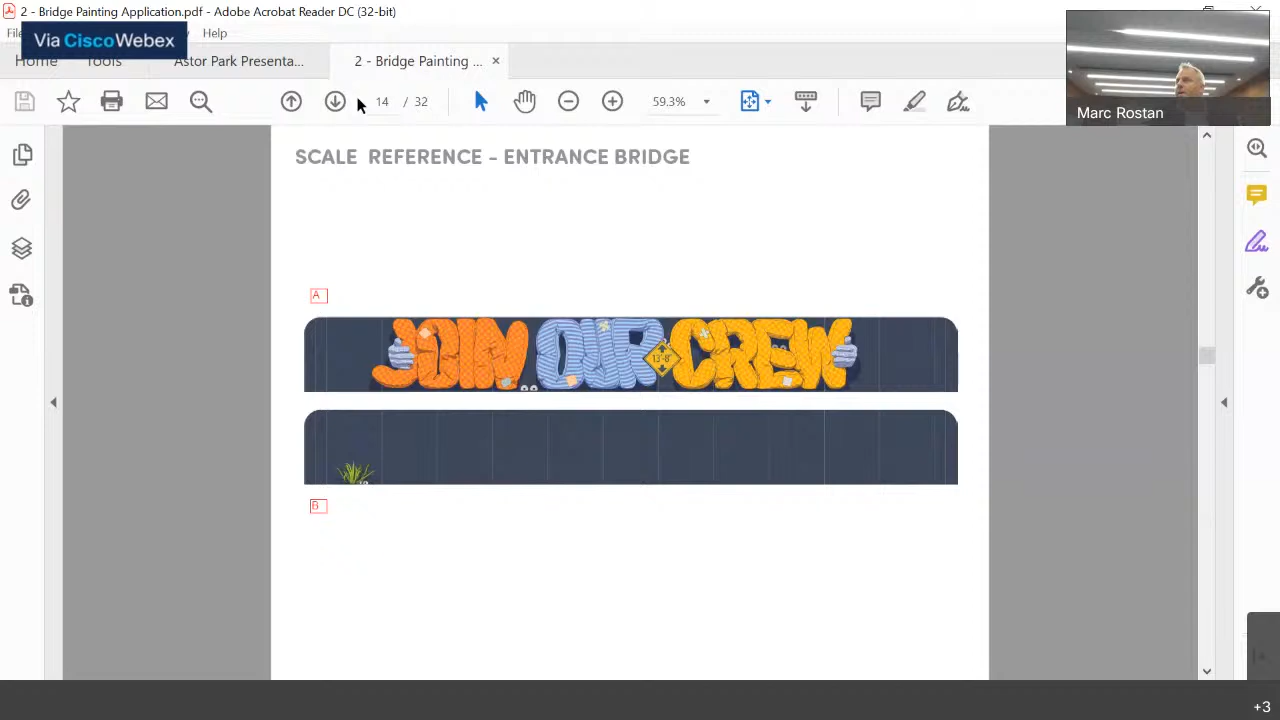 2 - Bridge Painting Application.pdf - Adobe Acrobat Reader DC (32-bit)
Via CiscoWebex
Help
Home
Tools
Astor Park Presenta...
2 - Bridge Painting ...
14 / 32
59.3%
Marc Rostan
SCALE REFERENCE - ENTRANCE BRIDGE
A
JOIN OUR CREW
13'-8"
B
+3